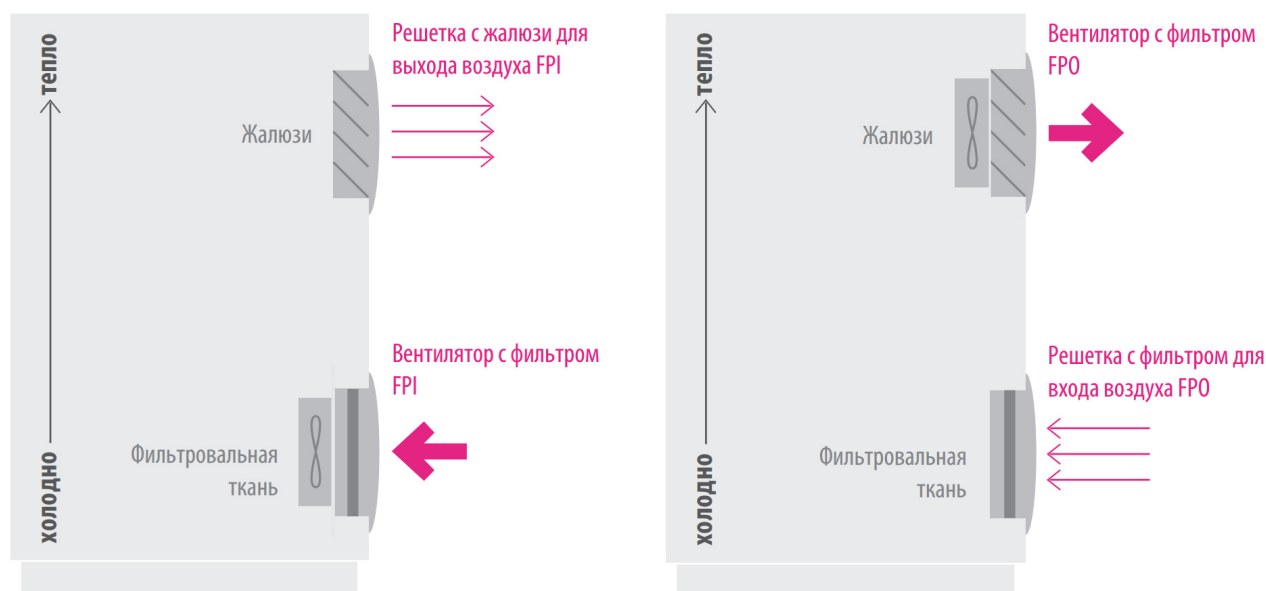 тепло
Решетка с жалюзи для
выхода воздуха FPI
Жалюзи
Вентилятор с фильтром
FPI
Фильтровальная
ткань
холодно
тепло
Вентилятор с фильтром
FPO
Жалюзи
Решетка с фильтром для
входа воздуха FPO
Фильтровальная
ткань
холодно